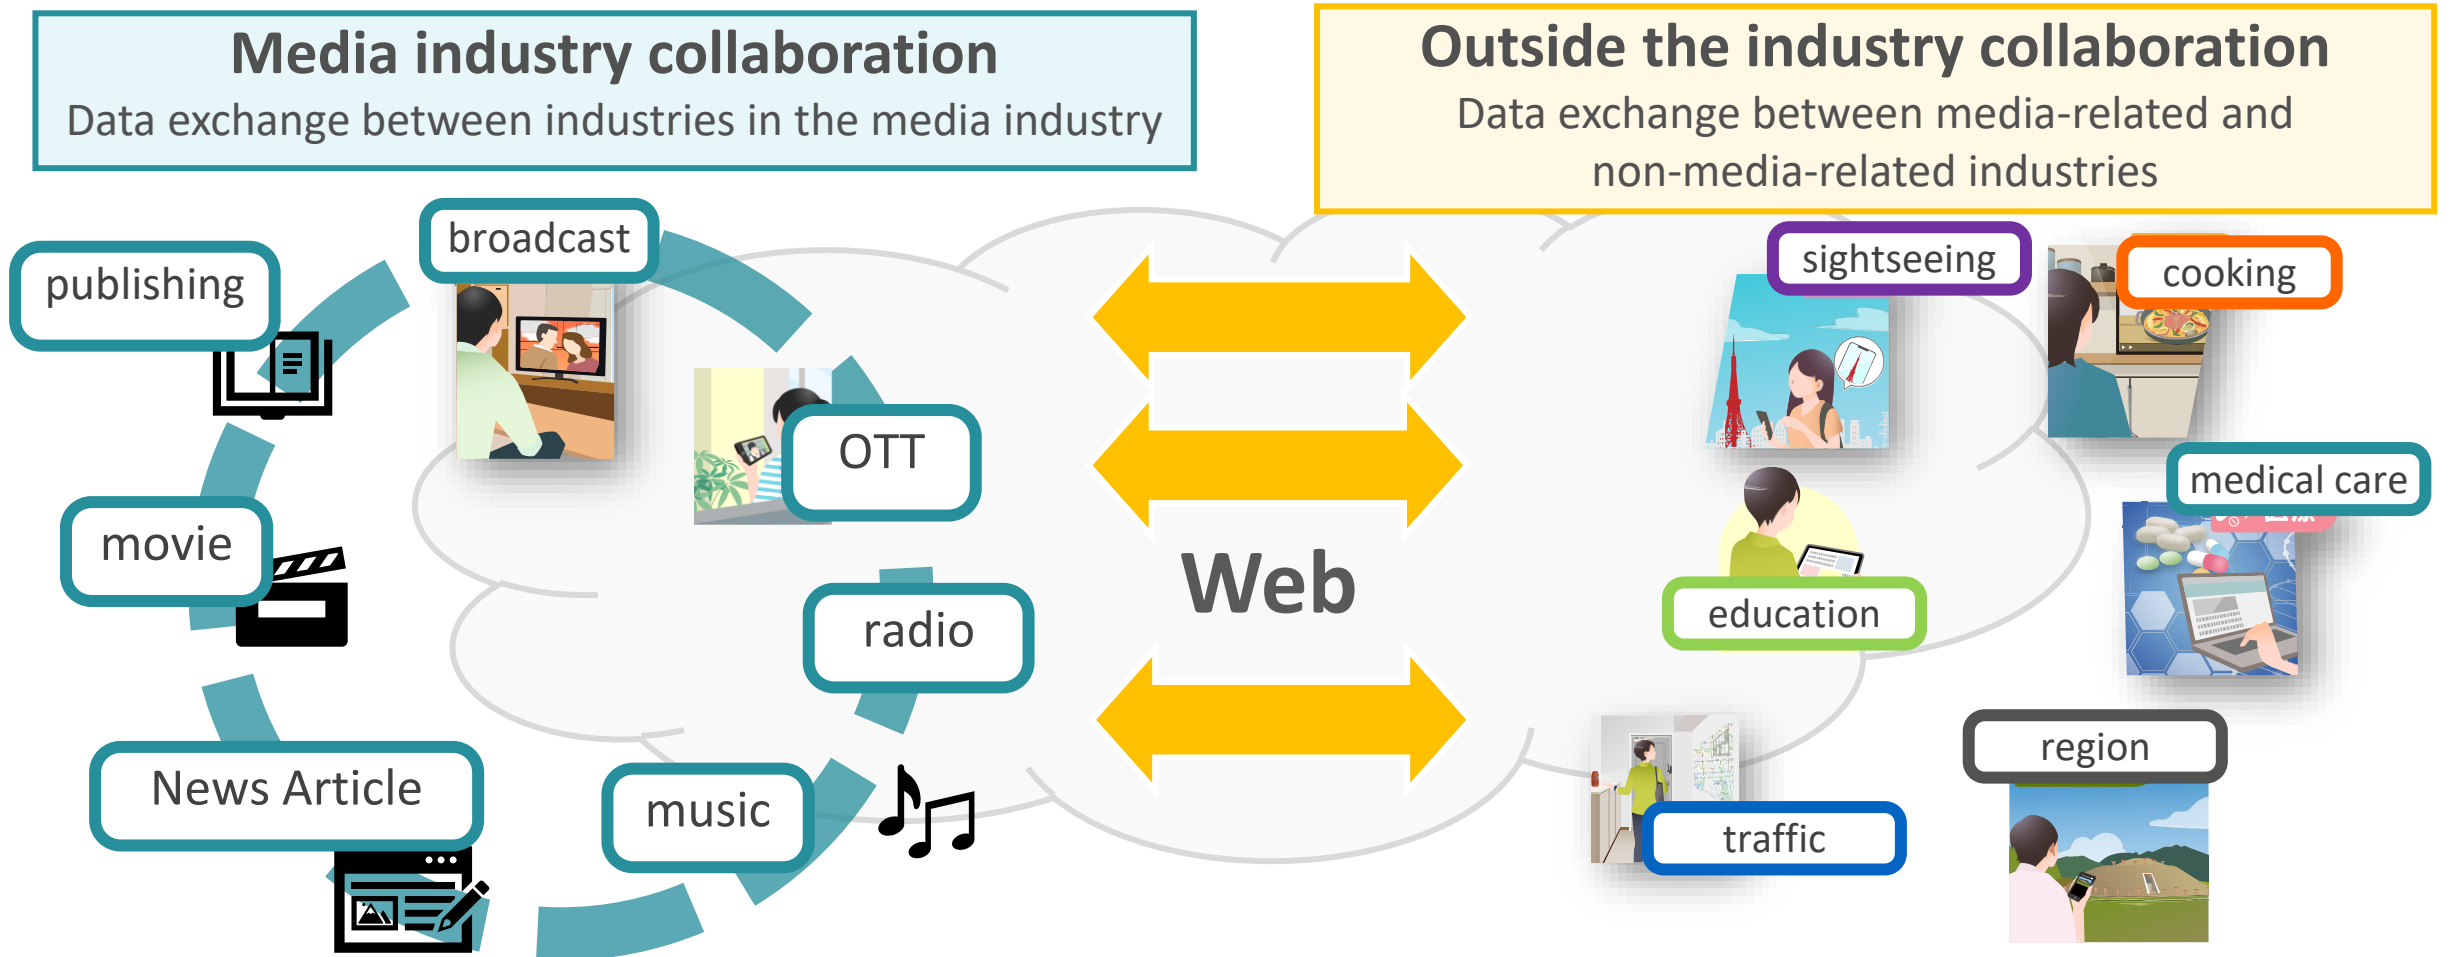 Media industry collaboration
Data exchange between industries in the media industry
Outside the industry collaboration
Data exchange between media-related and
non-media-related industries
publishing
broadcast
OTT
movie
radio
News Article
music
Web
sightseeing
cooking
medical care
education
region
traffic